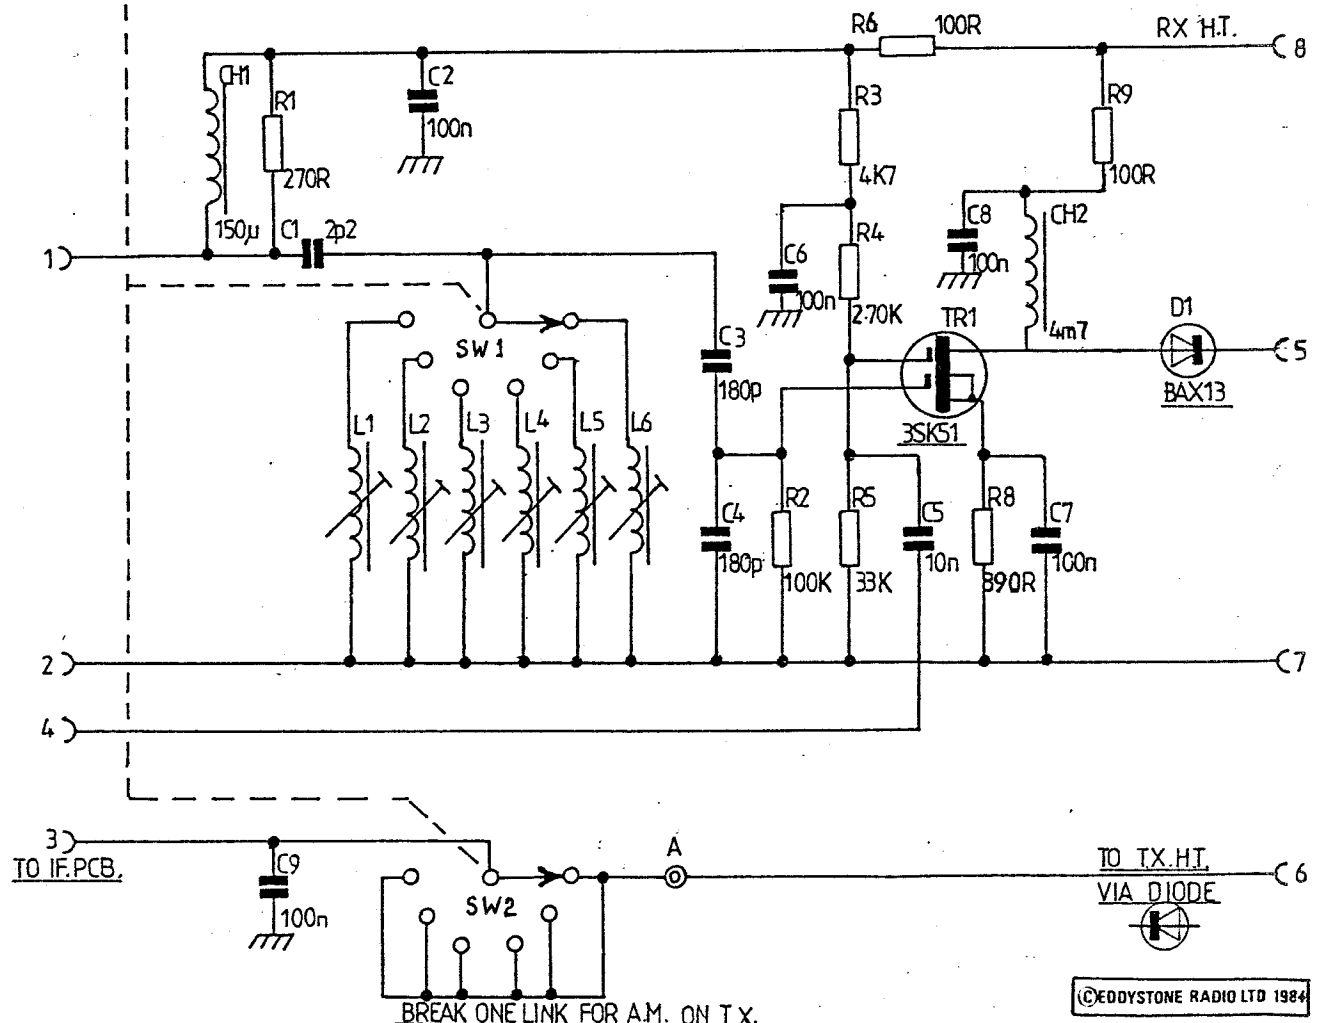 R6 100R
RX H.T. 8
CH1
C2
R1
R3
R9
100n
270R
4K7
100R
150µ
C1 2p2
R4
C8
CH2
1
C6
100n
100n
2.70K
TR1
D1
SW1
C3
4m7
5
180p
BAX13
L1 L2 L3 L4 L5 L6
3SK51
C4
R2
R5
C5
R8
C7
180p
100K
33K
10n
390R
100n
2
7
4
3
TO IF.PCB.
C9
A
TO T.X.H.T.
6
VIA DIODE
SW2
100n
BREAK ONE LINK FOR A.M. ON T.X.
©EDDYSTONE RADIO LTD 1984